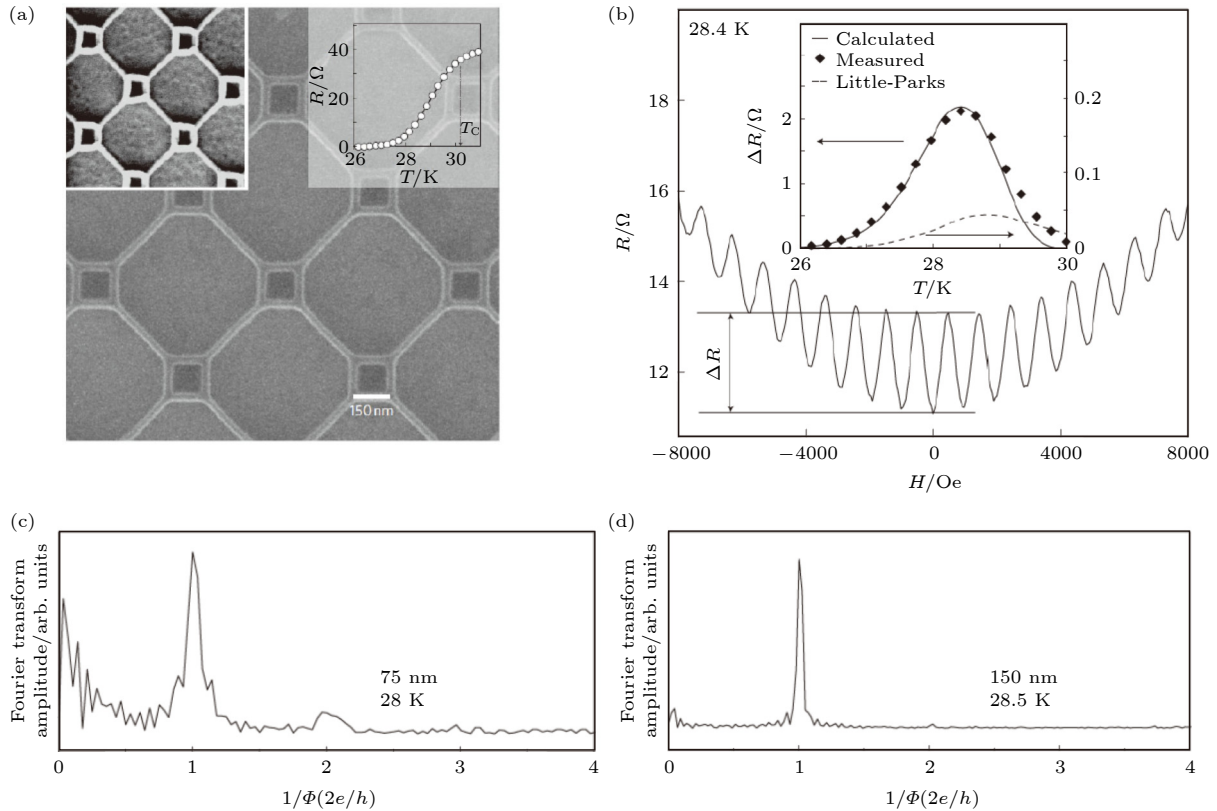 (a)
40
20
0
R/Ω
26
28
30
T/K
TC
150 nm
(b)
28.4 K
18
16
14
12
R/Ω
−8000
−4000
0
4000
8000
H/Oe
ΔR
Calculated
Measured
Little-Parks
2
1
0
ΔR/Ω
0.2
0.1
0
26
28
30
T/K
(c)
Fourier transform
amplitude/arb. units
75 nm
28 K
0
1
2
3
4
1/Φ(2e/h)
(d)
Fourier transform
amplitude/arb. units
150 nm
28.5 K
0
1
2
3
4
1/Φ(2e/h)